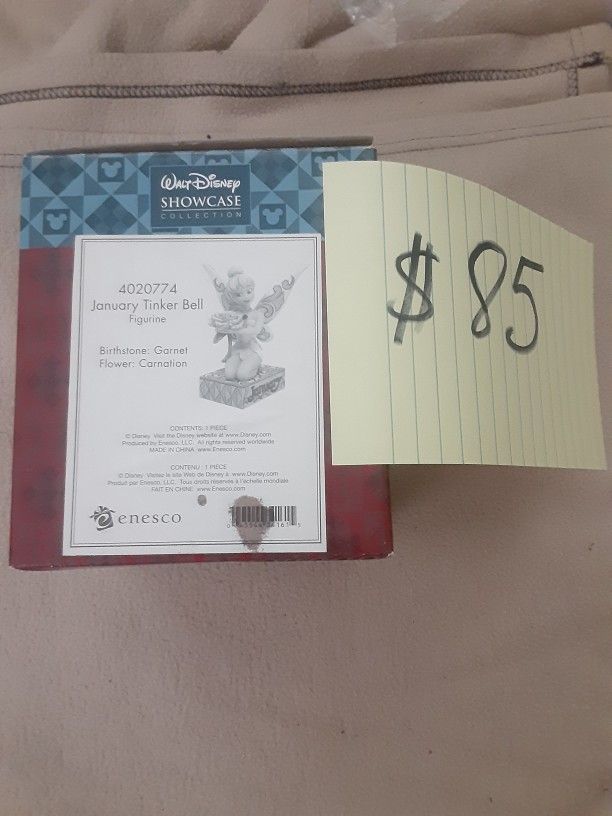 WALT DISNEY
SHOWCASE
COLLECTION
4020774
January Tinker Bell
Figurine
Birthstone: Garnet
Flower: Carnation
January
CONTENTS: 1 PIECE
© Disney Visit the Disney website at www.Disney.com
Produced by Enesco, LLC. All rights reserved worldwide
MADE IN CHINA www.Enesco.com
CONTENU : 1 PIECE
© Disney Visitez le site Web de Disney à www.Disney.com
Produit par Enesco, LLC. Tous droits réservés à l'échelle mondiale
FAIT EN CHINE www.Enesco.com
enesco
$ 85